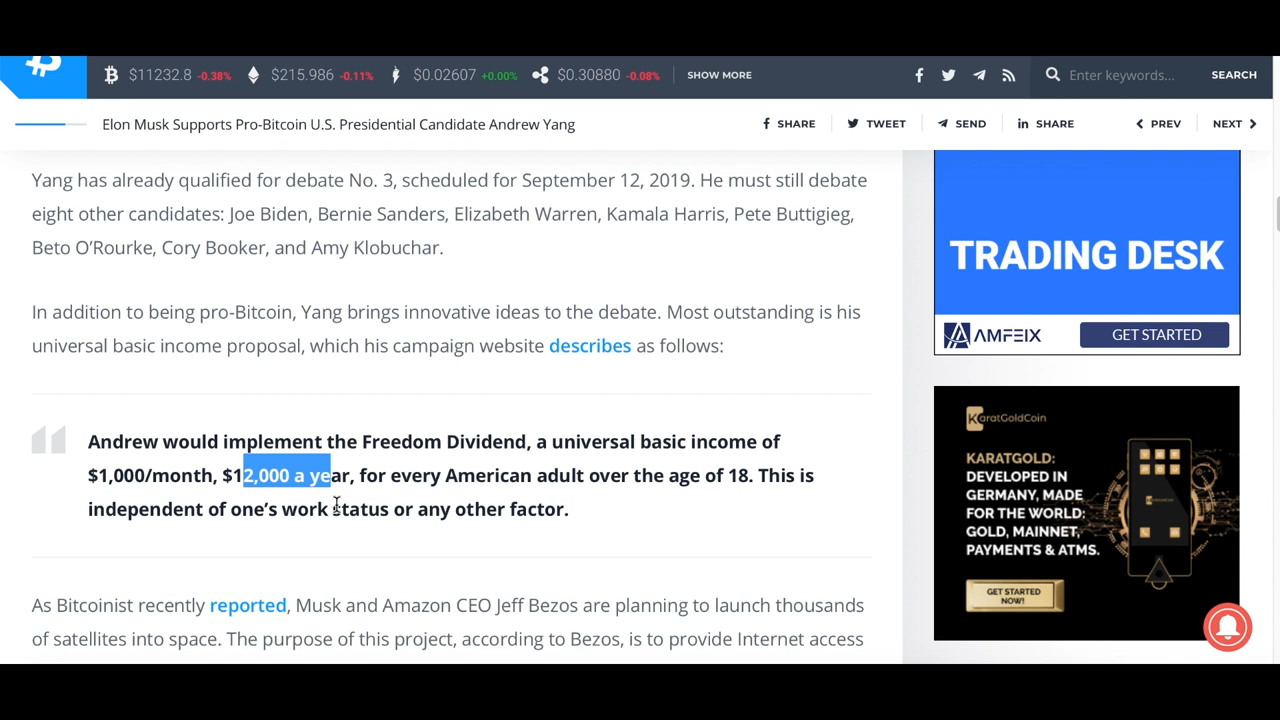 $11232.8 -0.38% $215.986 -0.11% $0.02607 +0.00% $0.30880 -0.08% SHOW MORE Enter keywords... SEARCH
Elon Musk Supports Pro-Bitcoin U.S. Presidential Candidate Andrew Yang SHARE TWEET SEND SHARE PREV NEXT
Yang has already qualified for debate No. 3, scheduled for September 12, 2019. He must still debate
eight other candidates: Joe Biden, Bernie Sanders, Elizabeth Warren, Kamala Harris, Pete Buttigieg,
Beto O’Rourke, Cory Booker, and Amy Klobuchar.
In addition to being pro-Bitcoin, Yang brings innovative ideas to the debate. Most outstanding is his
universal basic income proposal, which his campaign website describes as follows:
Andrew would implement the Freedom Dividend, a universal basic income of
$1,000/month, $12,000 a year, for every American adult over the age of 18. This is
independent of one’s work status or any other factor.
As Bitcoinist recently reported, Musk and Amazon CEO Jeff Bezos are planning to launch thousands
of satellites into space. The purpose of this project, according to Bezos, is to provide Internet access
TRADING DESK
AMFEIX GET STARTED
KaratGoldCoin
KARATGOLD:
DEVELOPED IN
GERMANY, MADE
FOR THE WORLD:
GOLD, MAINNET,
PAYMENTS & ATMS.
GET STARTED
NOW!